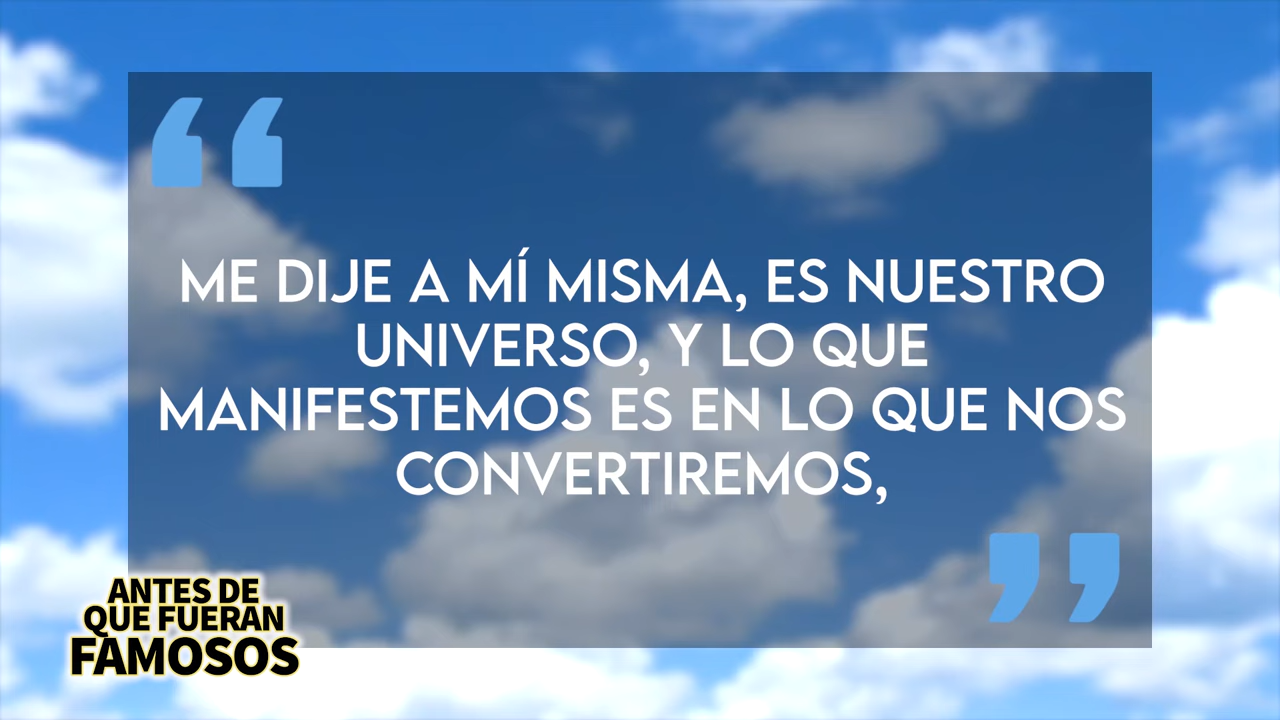 ME DIJE A MÍ MISMA, ES NUESTRO
UNIVERSO, Y LO QUE
MANIFESTEMOS ES EN LO QUE NOS
CONVERTIREMOS,
ANTES DE
QUE FUERAN
FAMOSOS